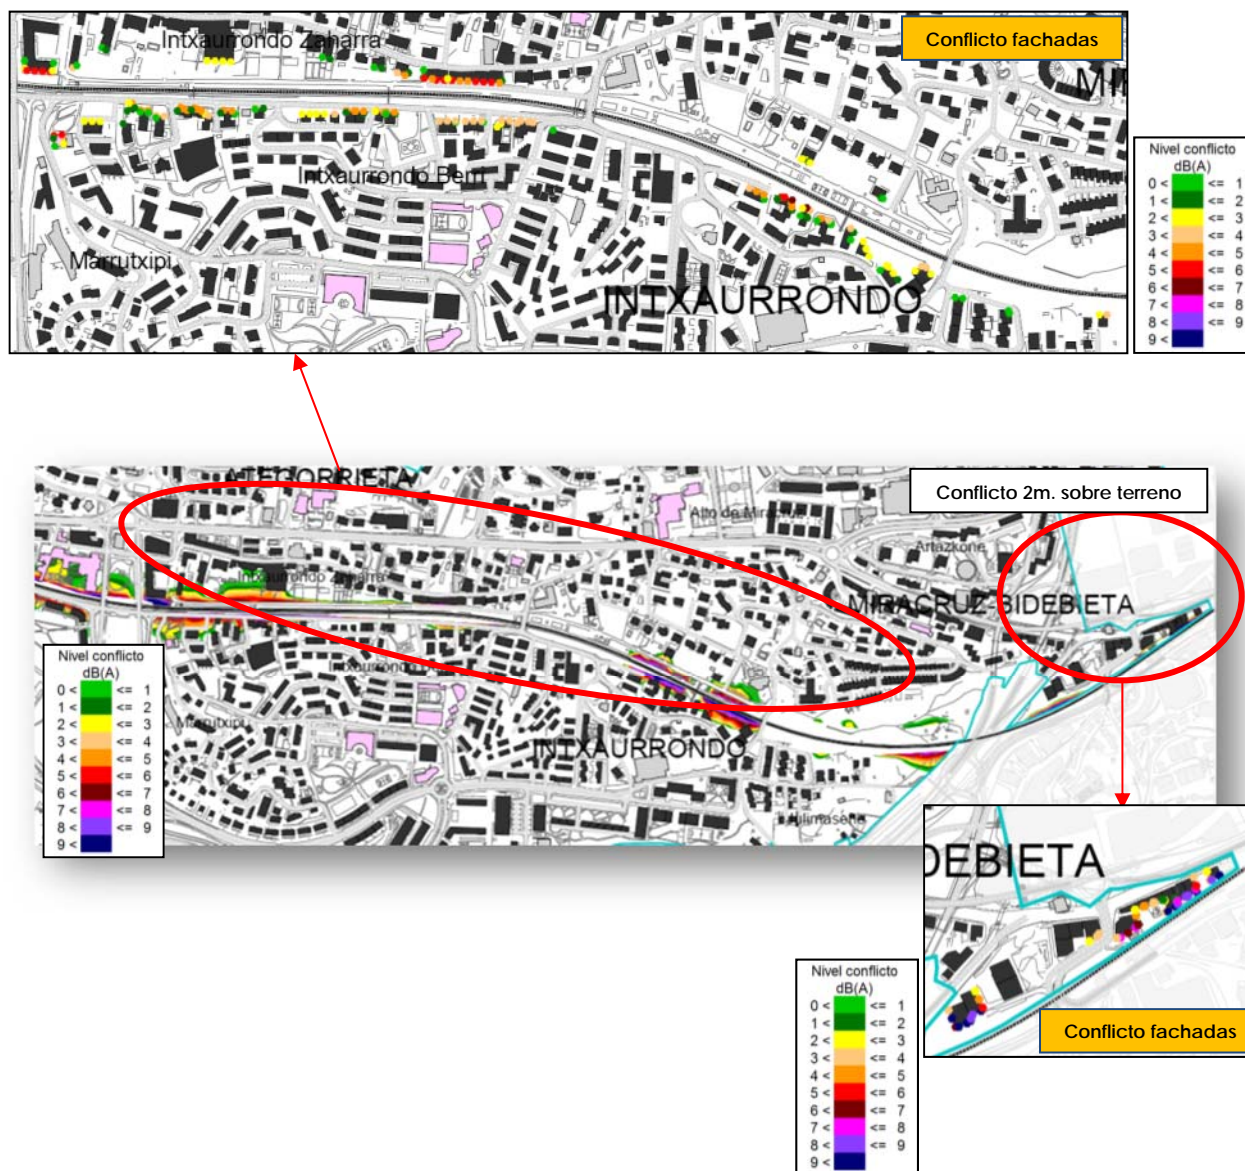 Intxaurrondo Zaharra
Conflicto fachadas
Intxaurrondo Berri
Marrutxipi
INTXAURRONDO
Nivel conflicto
dB(A)
0 < <= 1
1 < <= 2
2 < <= 3
3 < <= 4
4 < <= 5
5 < <= 6
6 < <= 7
7 < <= 8
8 < <= 9
9 <
ATEGORRIETA
Conflicto 2m. sobre terreno
Alto de Miracruz
Artazkone
Intxaurrondo Zaharra
MIRACRUZ-BIDEBIETA
Nivel conflicto
dB(A)
0 < <= 1
1 < <= 2
2 < <= 3
3 < <= 4
4 < <= 5
5 < <= 6
6 < <= 7
7 < <= 8
8 < <= 9
9 <
Marrutxipi
INTXAURRONDO
DEBIETA
Conflicto fachadas
Nivel conflicto
dB(A)
0 < <= 1
1 < <= 2
2 < <= 3
3 < <= 4
4 < <= 5
5 < <= 6
6 < <= 7
7 < <= 8
8 < <= 9
9 <